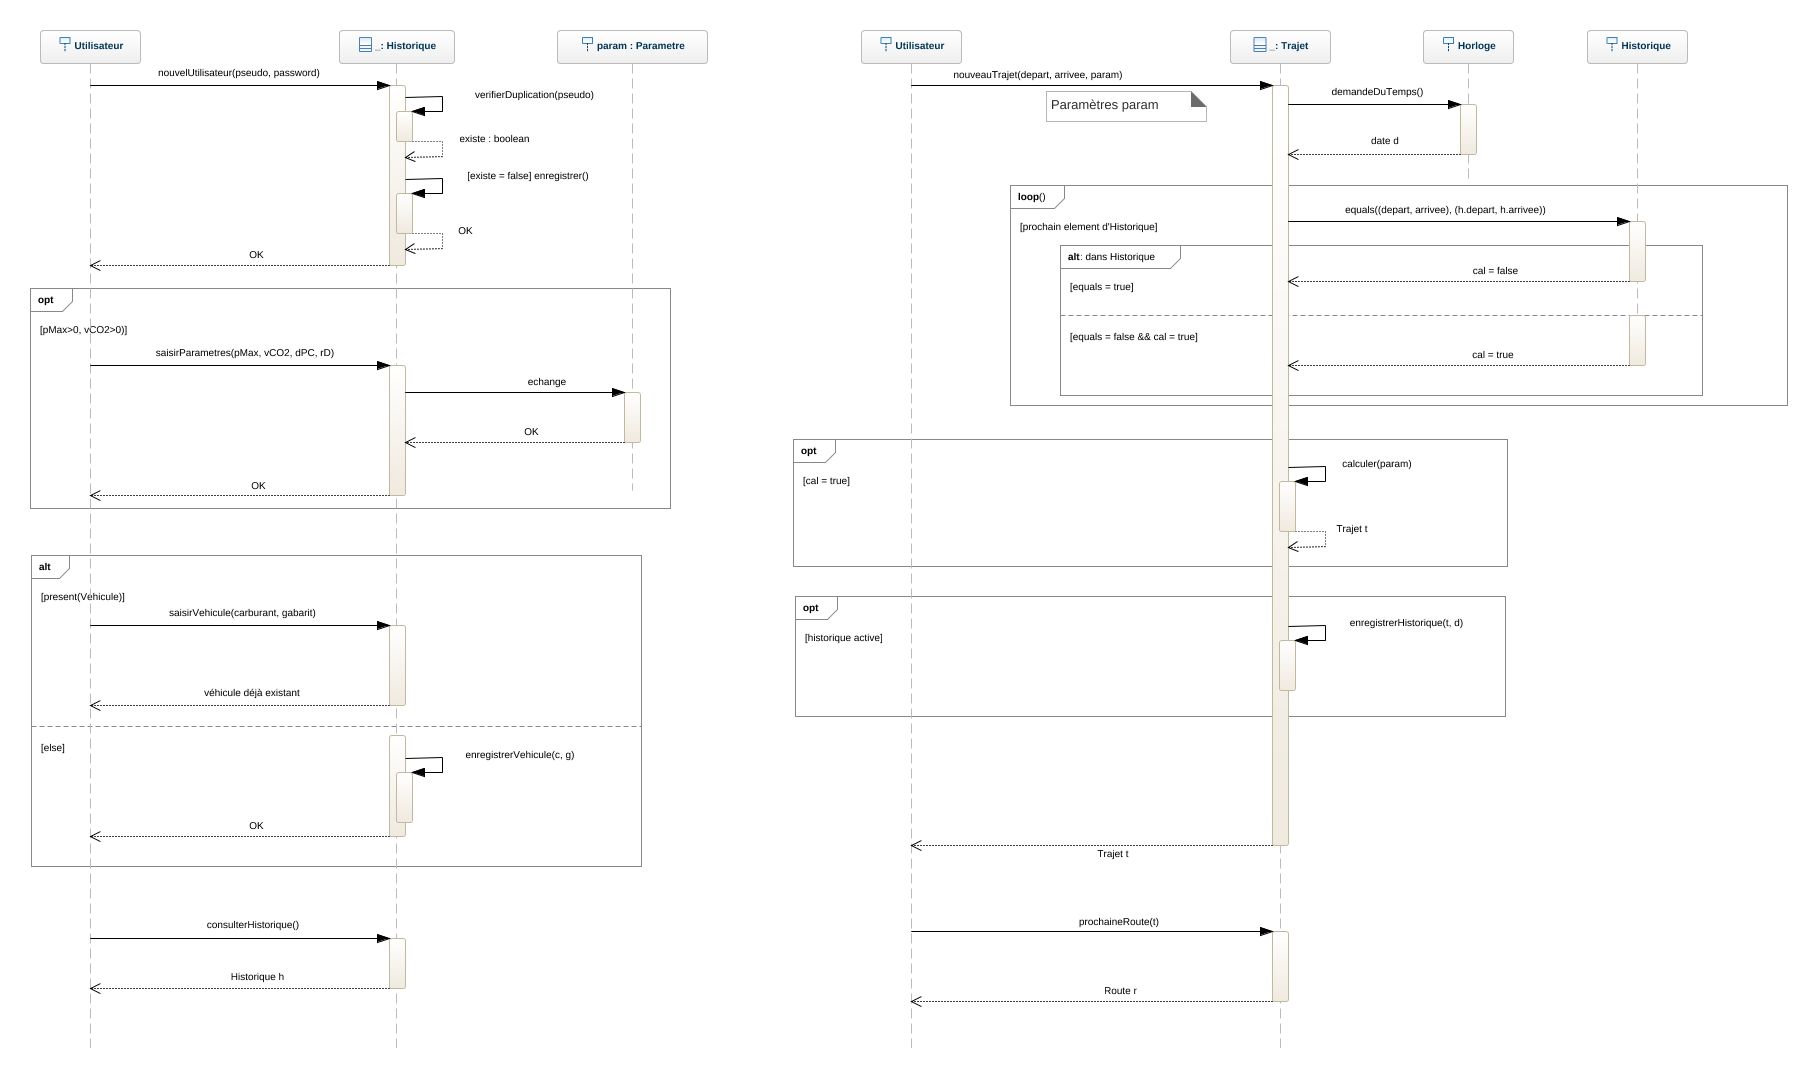 Utilisateur
_: Historique
param : Parametre
nouvelUtilisateur(pseudo, password)
verifierDuplication(pseudo)
existe : boolean
[existe = false] enregistrer()
OK
OK
opt
[pMax>0, vCO2>0)]
saisirParametres(pMax, vCO2, dPC, rD)
echange
OK
OK
alt
[present(Vehicule)]
saisirVehicule(carburant, gabarit)
véhicule déjà existant
[else]
enregistrerVehicule(c, g)
OK
consulterHistorique()
Historique h
Utilisateur
_: Trajet
Horloge
Historique
nouveauTrajet(depart, arrivee, param)
Paramètres param
demandeDuTemps()
date d
loop()
equals((depart, arrivee), (h.depart, h.arrivee))
[prochain element d'Historique]
alt: dans Historique
cal = false
[equals = true]
[equals = false && cal = true]
cal = true
opt
calculer(param)
[cal = true]
Trajet t
opt
enregistrerHistorique(t, d)
[historique active]
Trajet t
prochaineRoute(t)
Route r